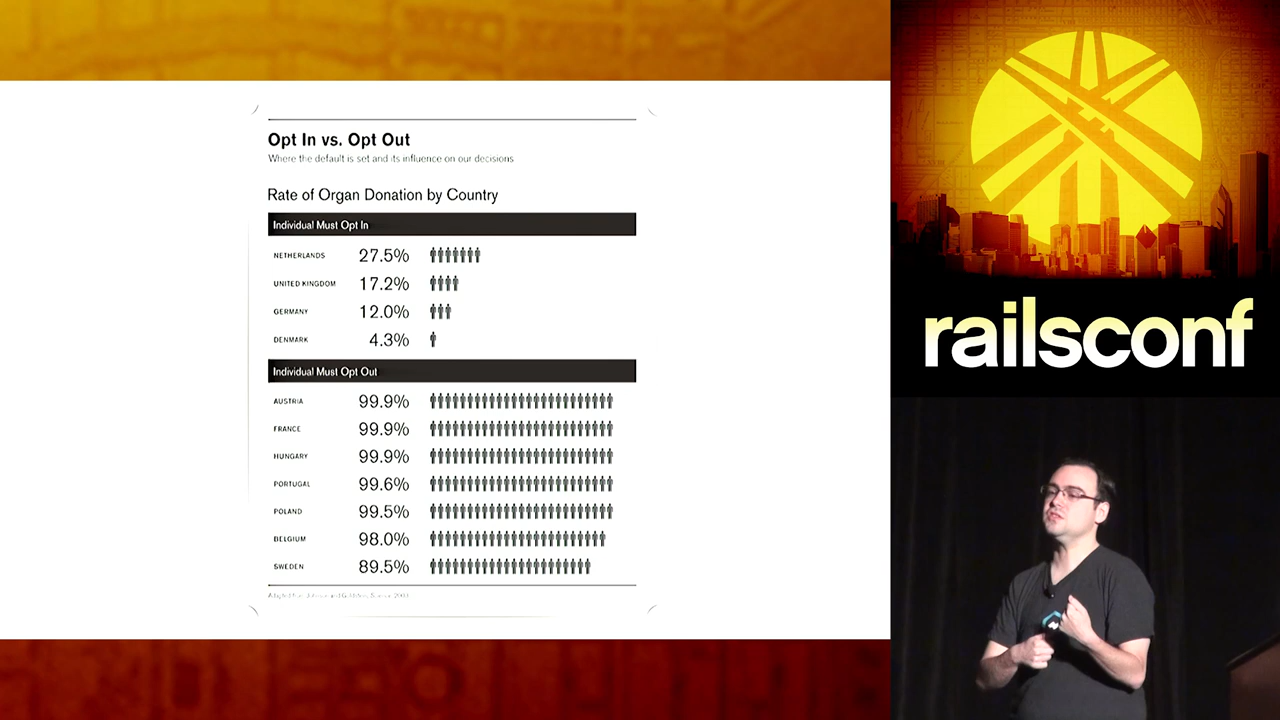 Opt In vs. Opt Out
Where the default is set and its influence on our decisions
Rate of Organ Donation by Country
Individual Must Opt In
NETHERLANDS 27.5%
UNITED KINGDOM 17.2%
GERMANY 12.0%
DENMARK 4.3%
Individual Must Opt Out
AUSTRIA 99.9%
FRANCE 99.9%
HUNGARY 99.9%
PORTUGAL 99.6%
POLAND 99.5%
BELGIUM 98.0%
SWEDEN 89.5%
railsconf